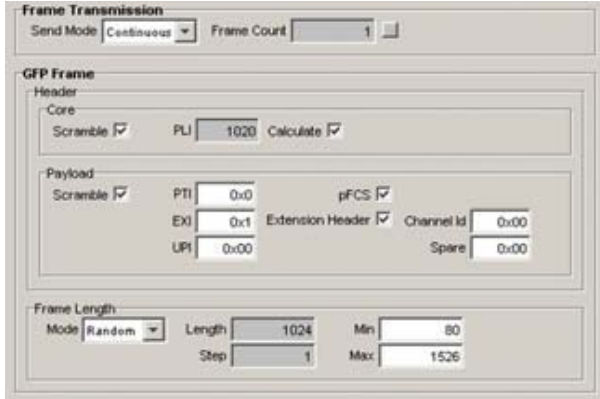 Frame Transmission
Send Mode Continuous Frame Count 1
GFP Frame
Header
Core
Scramble PLI 1020 Calculate
Payload
Scramble PTI 0x0 pFCS
EXI 0x1 Extension Header Channel Id 0x00
UPI 0x00 Spare 0x00
Frame Length
Mode Random Length 1024 Min 80
Step 1 Max 1526